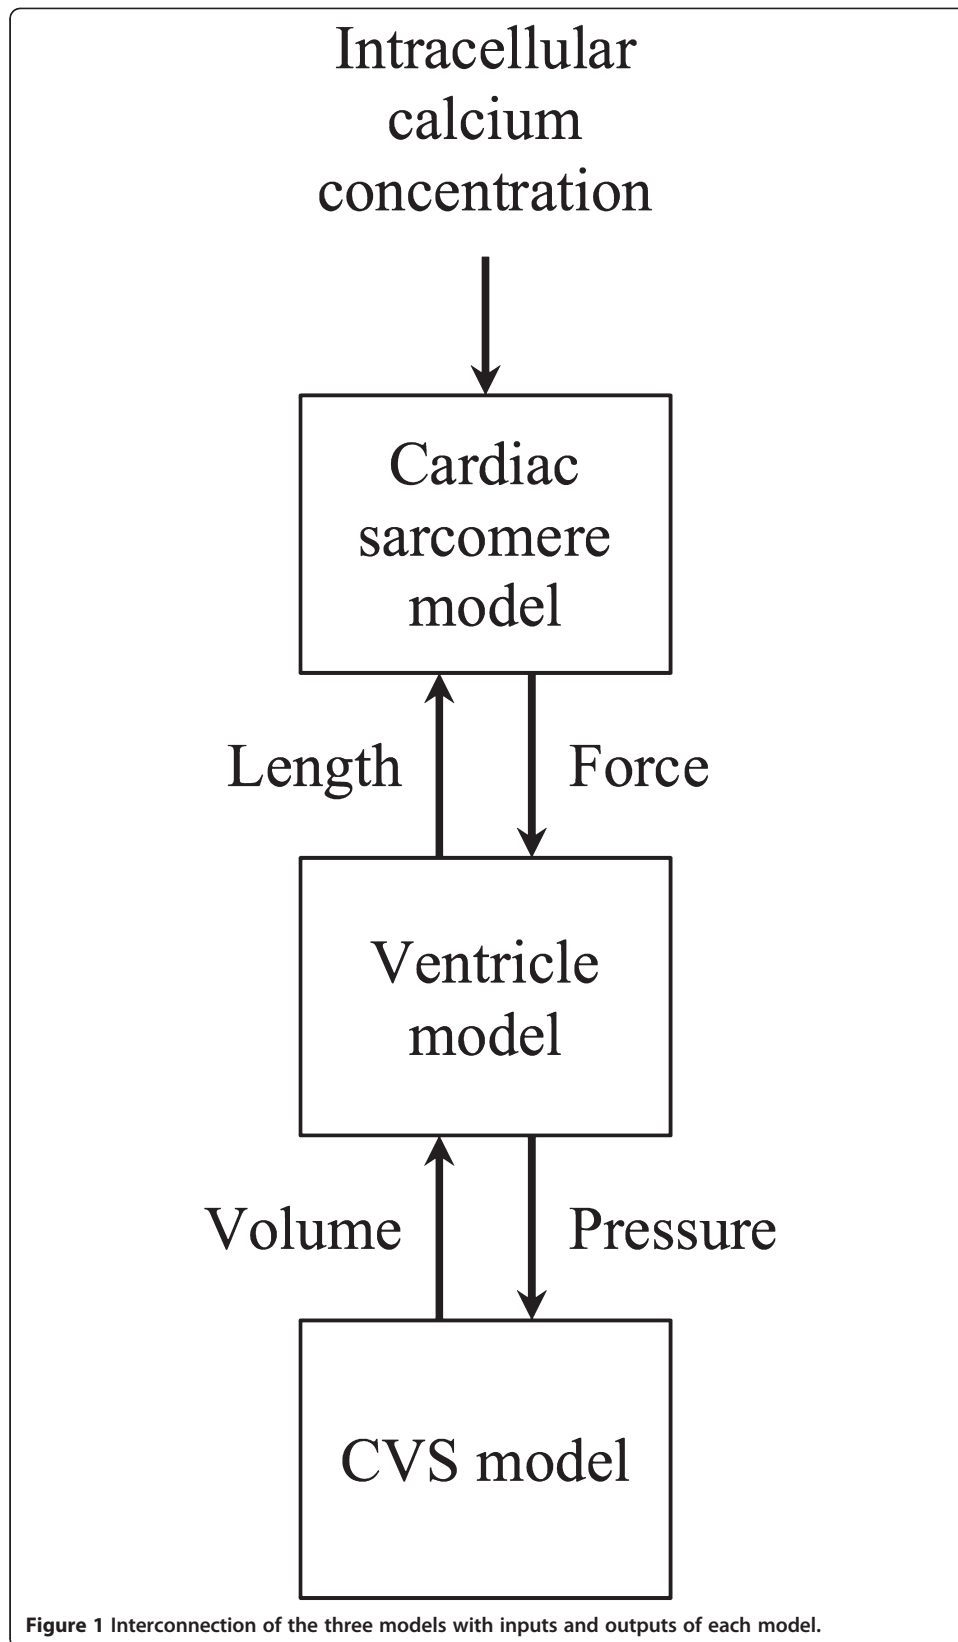 Intracellular
calcium
concentration
Cardiac
sarcomere
model
Length
Force
Ventricle
model
Volume
Pressure
CVS model
Figure 1 Interconnection of the three models with inputs and outputs of each model.